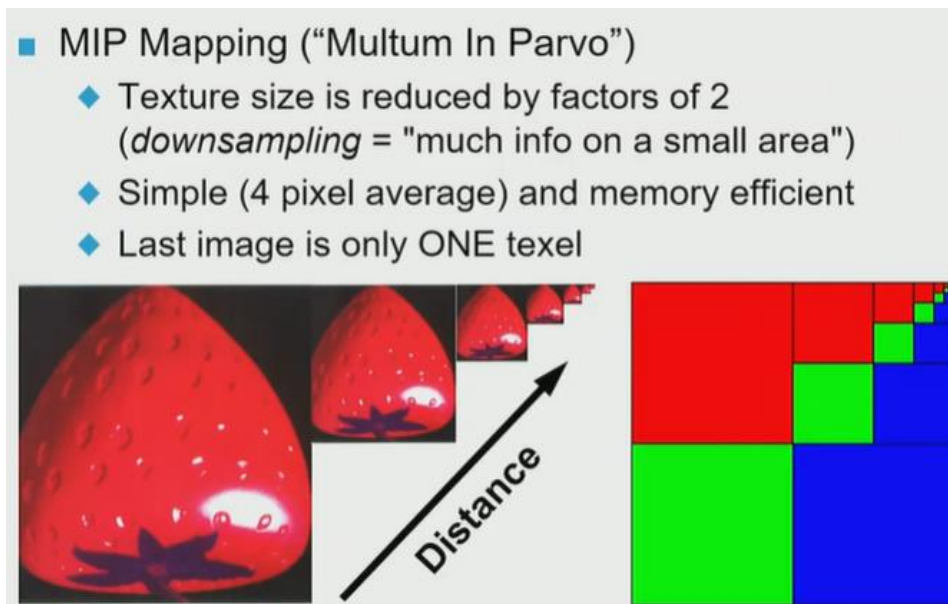 MIP Mapping (“Multum In Parvo”)
Texture size is reduced by factors of 2
(downsampling = "much info on a small area")
Simple (4 pixel average) and memory efficient
Last image is only ONE texel
Distance